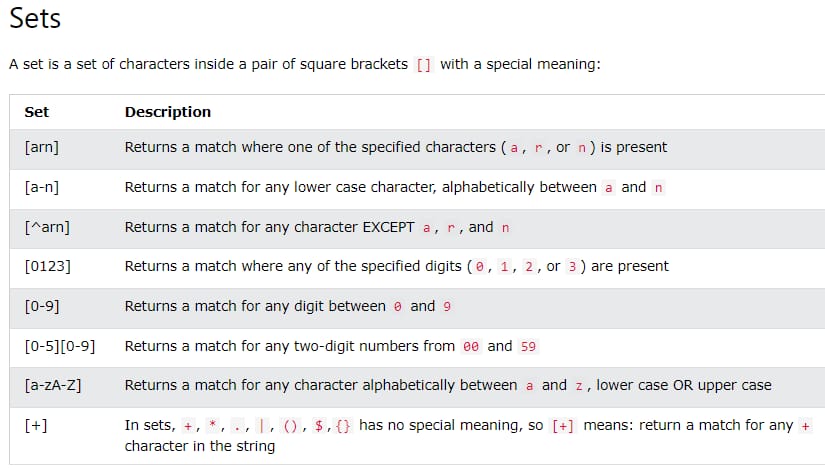 Sets
A set is a set of characters inside a pair of square brackets [] with a special meaning:
Set Description
[arn] Returns a match where one of the specified characters (a, r, or n) is present
[a-n] Returns a match for any lower case character, alphabetically between a and n
[^arn] Returns a match for any character EXCEPT a, r, and n
[0123] Returns a match where any of the specified digits (0, 1, 2, or 3) are present
[0-9] Returns a match for any digit between 0 and 9
[0-5][0-9] Returns a match for any two-digit numbers from 00 and 59
[a-zA-Z] Returns a match for any character alphabetically between a and z, lower case OR upper case
[+] In sets, +, *, ., |, (), $,{} has no special meaning, so [+] means: return a match for any +
character in the string